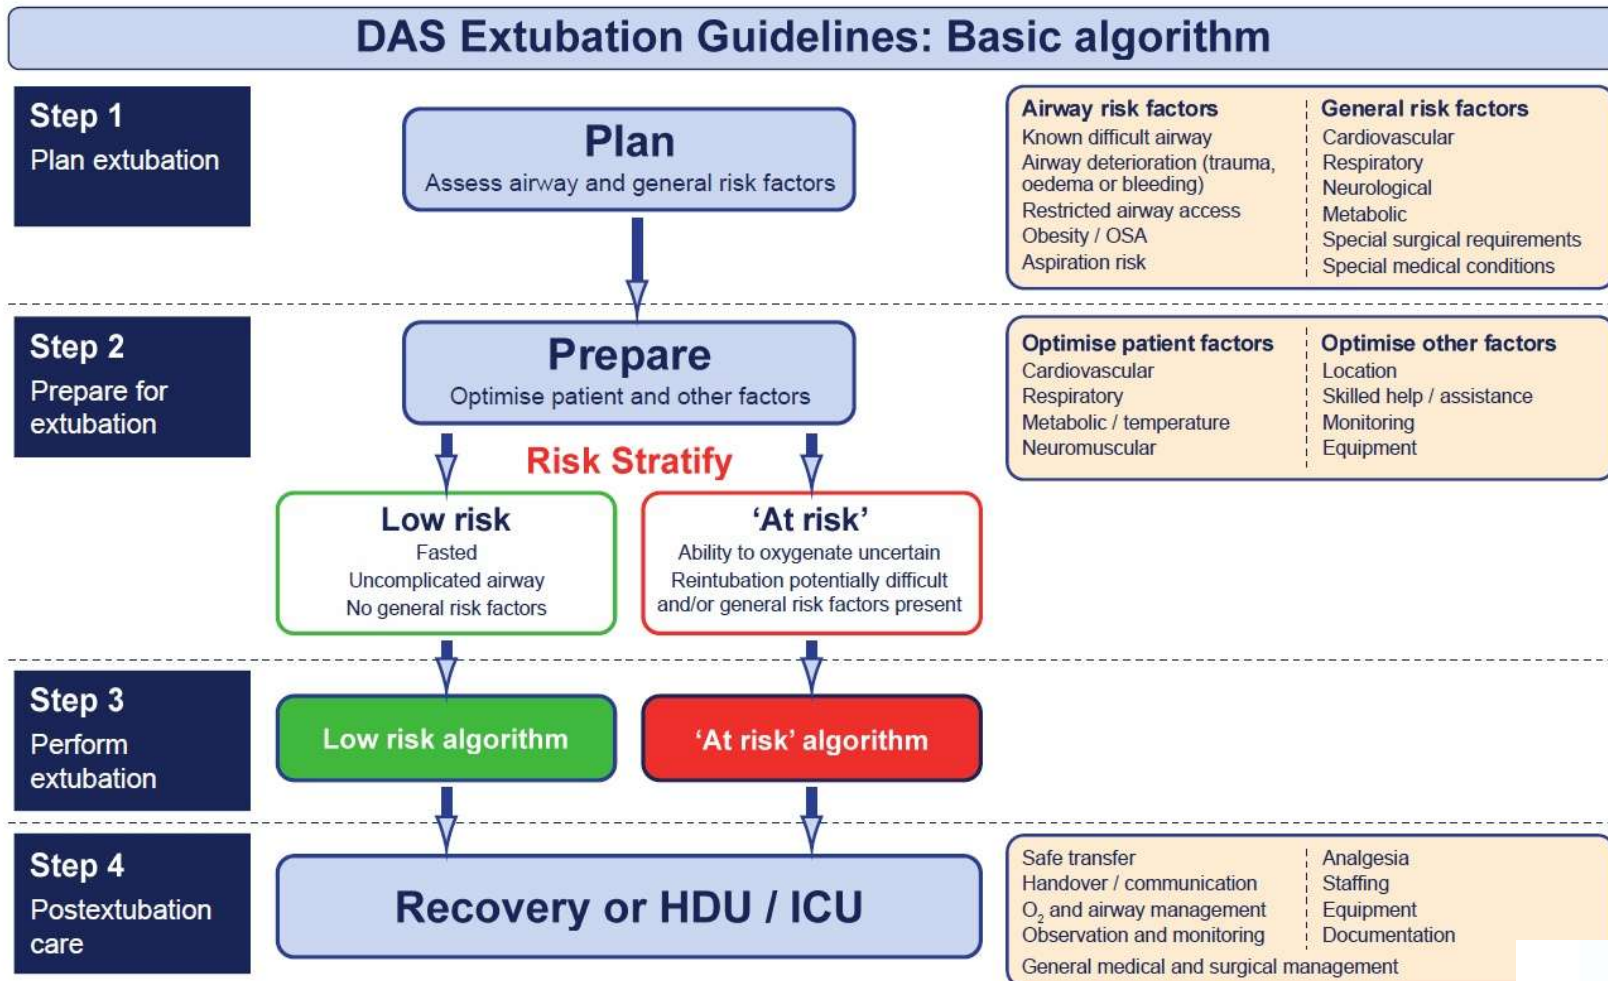 DAS Extubation Guidelines: Basic algorithm
Step 1
Plan extubation
Plan
Assess airway and general risk factors
Airway risk factors
Known difficult airway
Airway deterioration (trauma,
oedema or bleeding)
Restricted airway access
Obesity / OSA
Aspiration risk
General risk factors
Cardiovascular
Respiratory
Neurological
Metabolic
Special surgical requirements
Special medical conditions
Step 2
Prepare for
extubation
Prepare
Optimise patient and other factors
Optimise patient factors
Cardiovascular
Respiratory
Metabolic / temperature
Neuromuscular
Optimise other factors
Location
Skilled help / assistance
Monitoring
Equipment
Risk Stratify
Low risk
Fasted
Uncomplicated airway
No general risk factors
‘At risk’
Ability to oxygenate uncertain
Reintubation potentially difficult
and/or general risk factors present
Step 3
Perform
extubation
Low risk algorithm
‘At risk’ algorithm
Step 4
Postextubation
care
Recovery or HDU / ICU
Safe transfer
Handover / communication
O₂ and airway management
Observation and monitoring
Analgesia
Staffing
Equipment
Documentation
General medical and surgical management